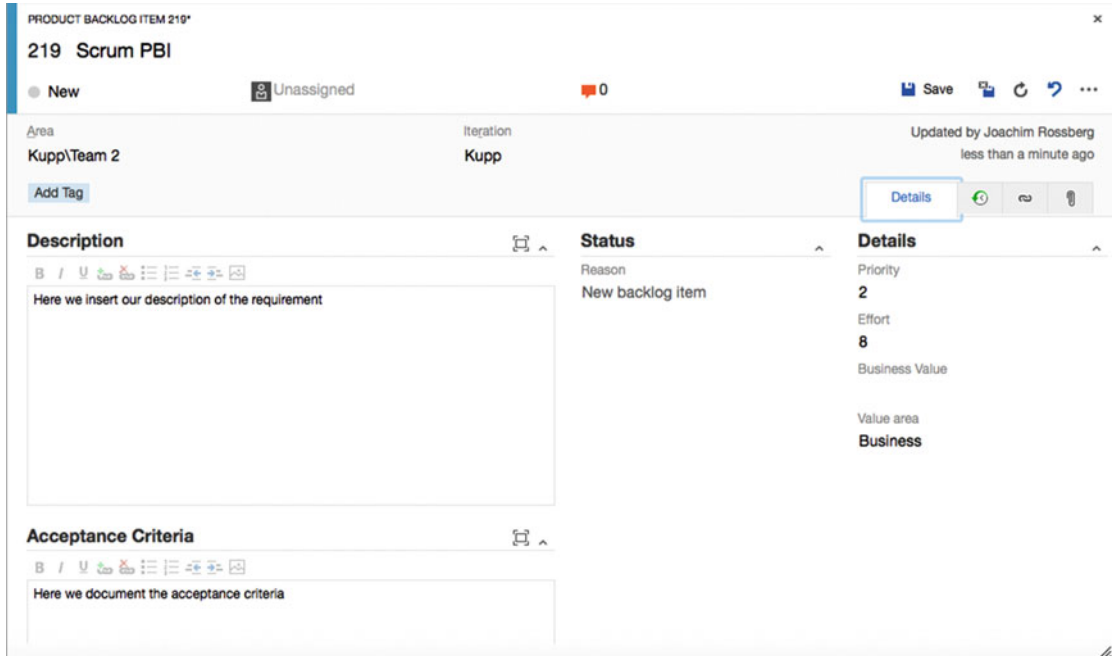 PRODUCT BACKLOG ITEM 219*
219 Scrum PBI
New
Unassigned
0
Save
...
Area
Kupp\Team 2
Iteration
Kupp
Updated by Joachim Rossberg
less than a minute ago
Add Tag
Details
Description
B I U
Here we insert our description of the requirement
Acceptance Criteria
B I U
Here we document the acceptance criteria
Status
Reason
New backlog item
Details
Priority
2
Effort
8
Business Value
Value area
Business